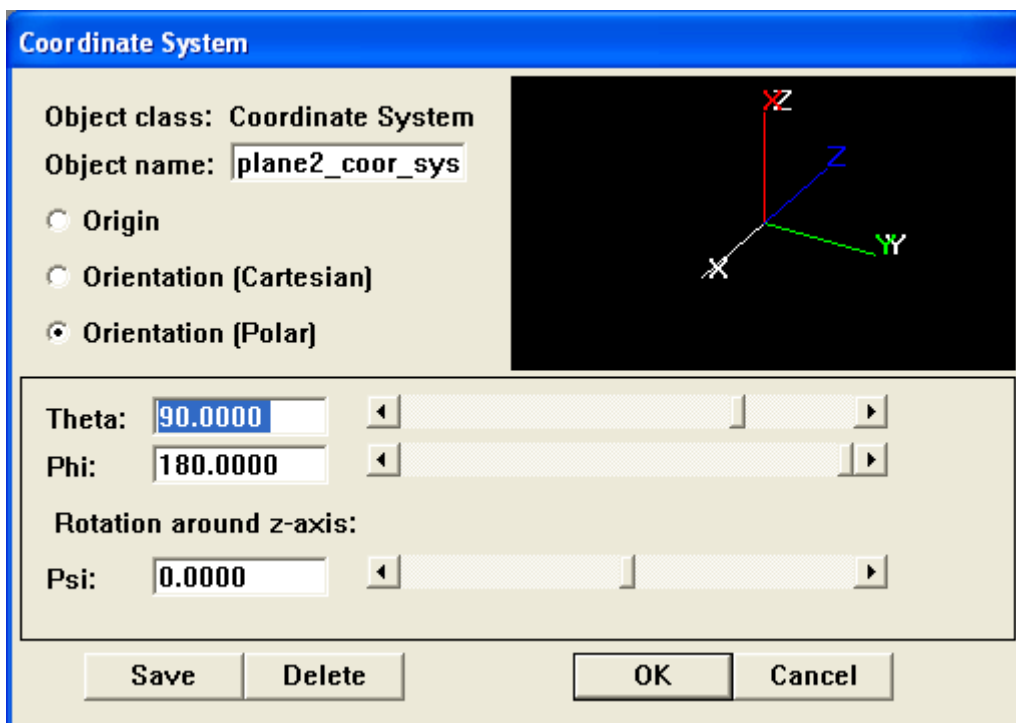 Coordinate System
Object class: Coordinate System
Object name: plane2_coor_sys
Origin
Orientation (Cartesian)
Orientation (Polar)
X Z
Z
Y Y
X
Theta: 90.0000
Phi: 180.0000
Rotation around z-axis:
Psi: 0.0000
Save Delete OK Cancel